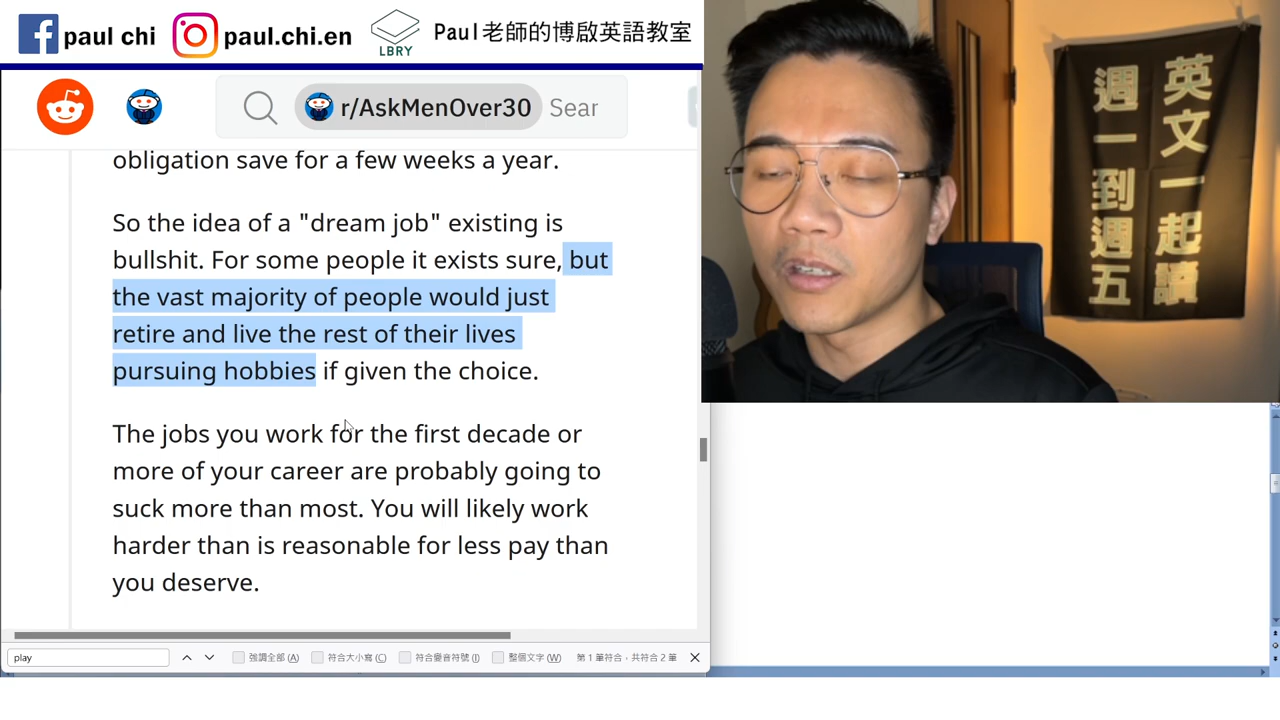 paul chi
paul.chi.en
LBRY
Paul老師的博啟英語教室
r/AskMenOver30
Sear
obligation save for a few weeks a year.
So the idea of a "dream job" existing is
bullshit. For some people it exists sure, but
the vast majority of people would just
retire and live the rest of their lives
pursuing hobbies if given the choice.
The jobs you work for the first decade or
more of your career are probably going to
suck more than most. You will likely work
harder than is reasonable for less pay than
you deserve.
play
強調全部 (A)
符合大小寫 (C)
符合變音符號 (I)
整個文字 (W)
第 1 筆符合，共符合 2 筆
英文一起讀
週一到週五